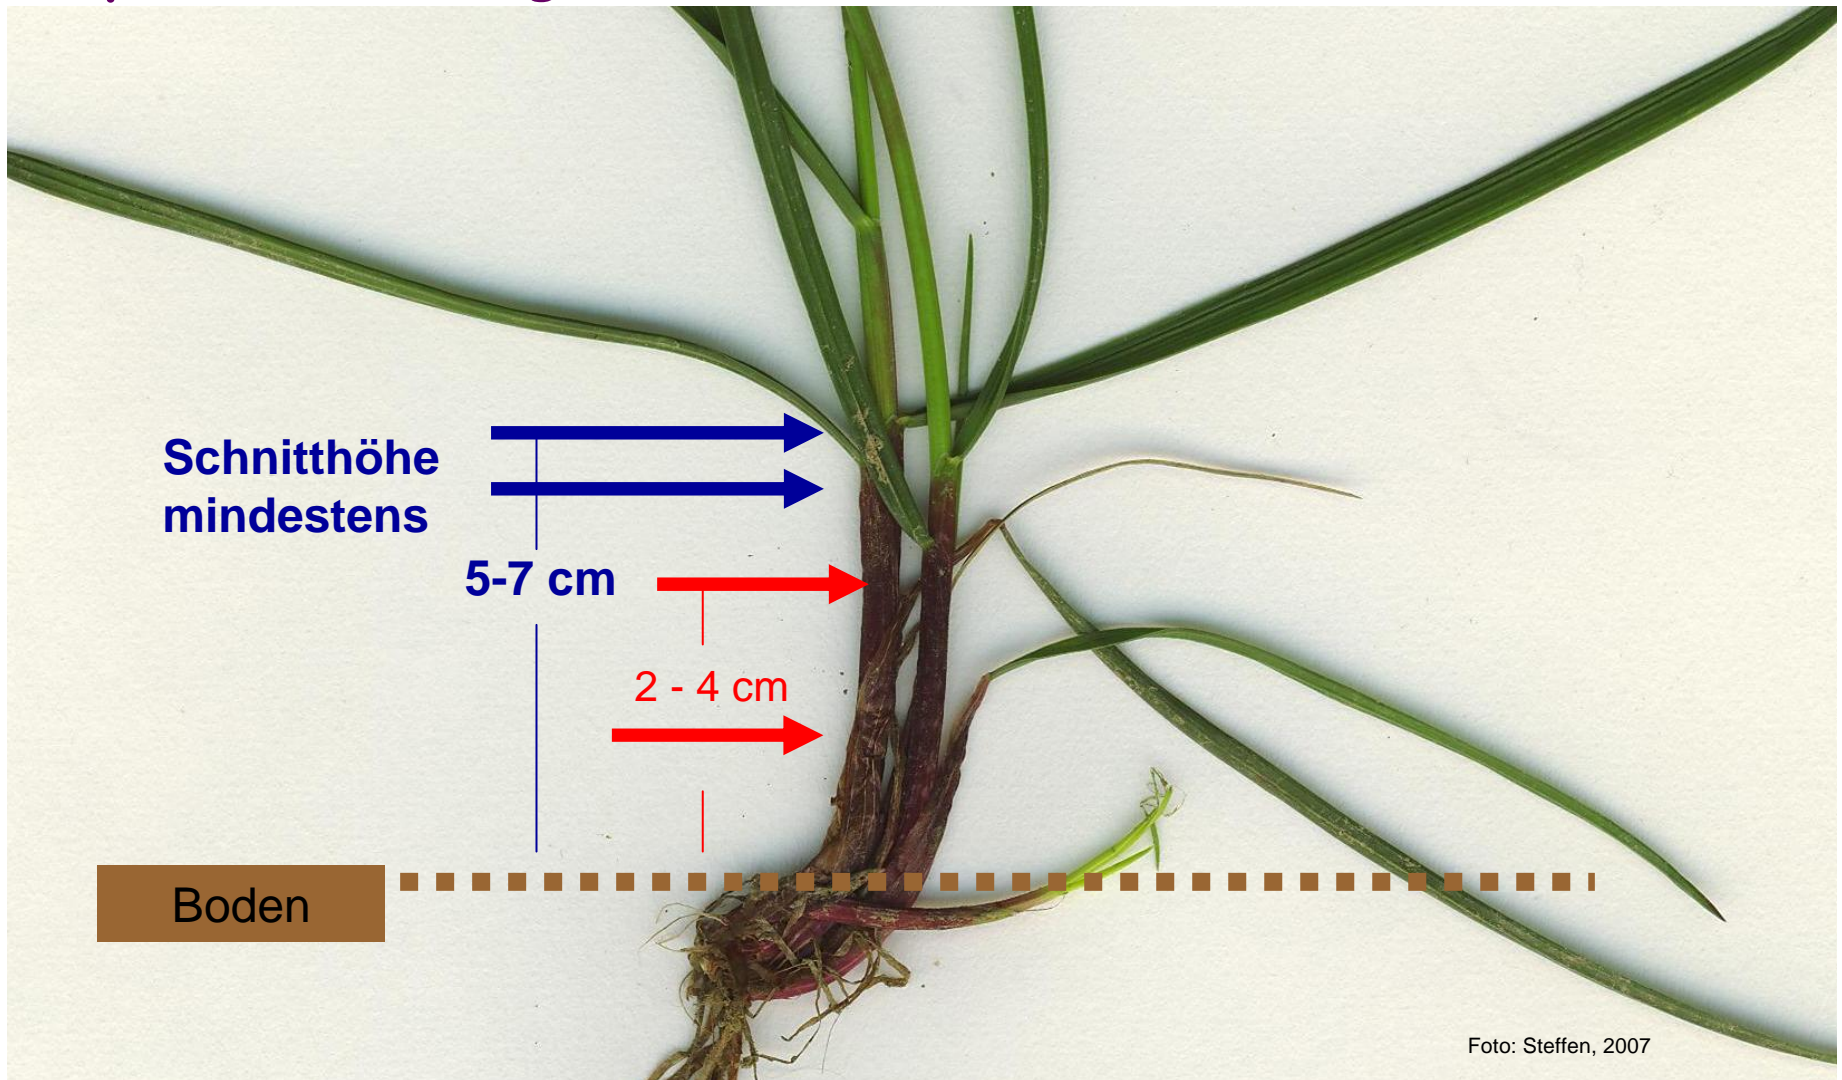 Schnitthöhe
mindestens
5-7 cm
2 - 4 cm
Boden
Foto: Steffen, 2007